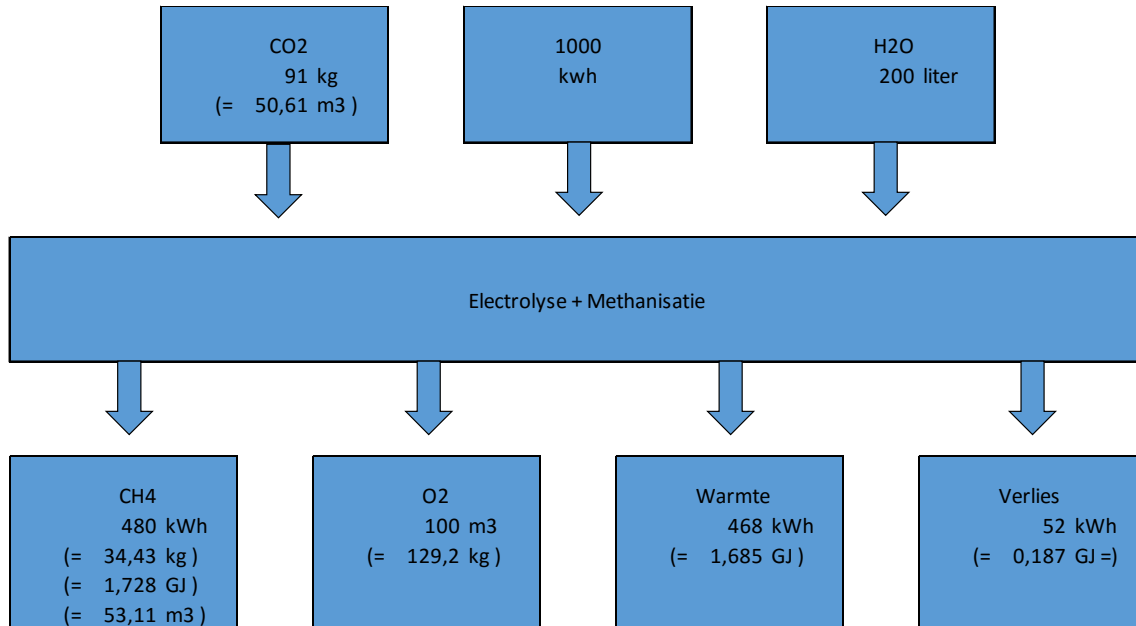 CO2
91 kg
(= 50,61 m3 )
1000
kwh
H2O
200 liter
Electrolyse + Methanisatie
CH4
480 kWh
(= 34,43 kg )
(= 1,728 GJ )
(= 53,11 m3 )
O2
100 m3
(= 129,2 kg )
Warmte
468 kWh
(= 1,685 GJ )
Verlies
52 kWh
(= 0,187 GJ =)